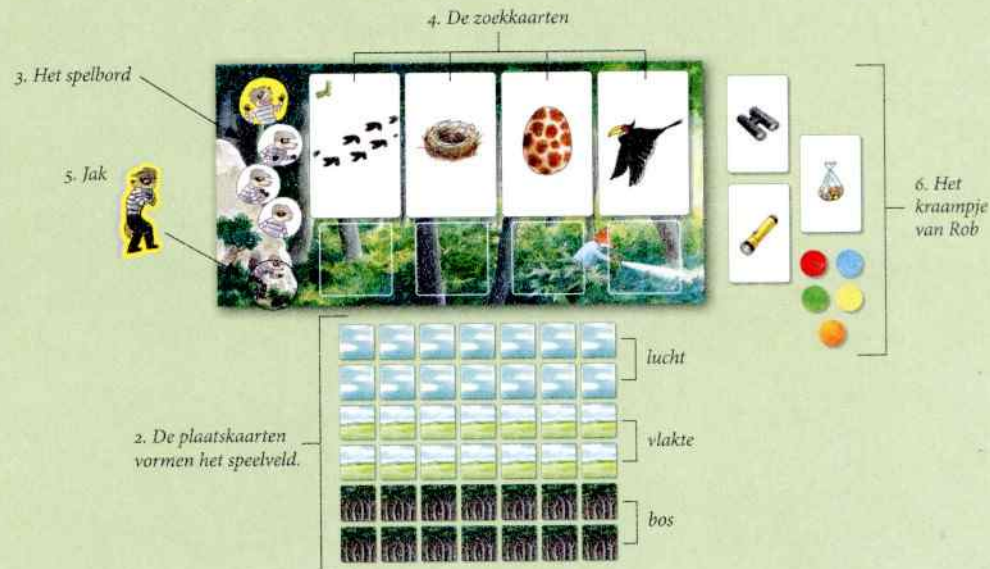 4. De zoekkaarten
3. Het spelbord
5. Jak
6. Het
kraampje
van Rob
lucht
2. De plaatskaarten
vormen het speelveld.
vlakte
bos